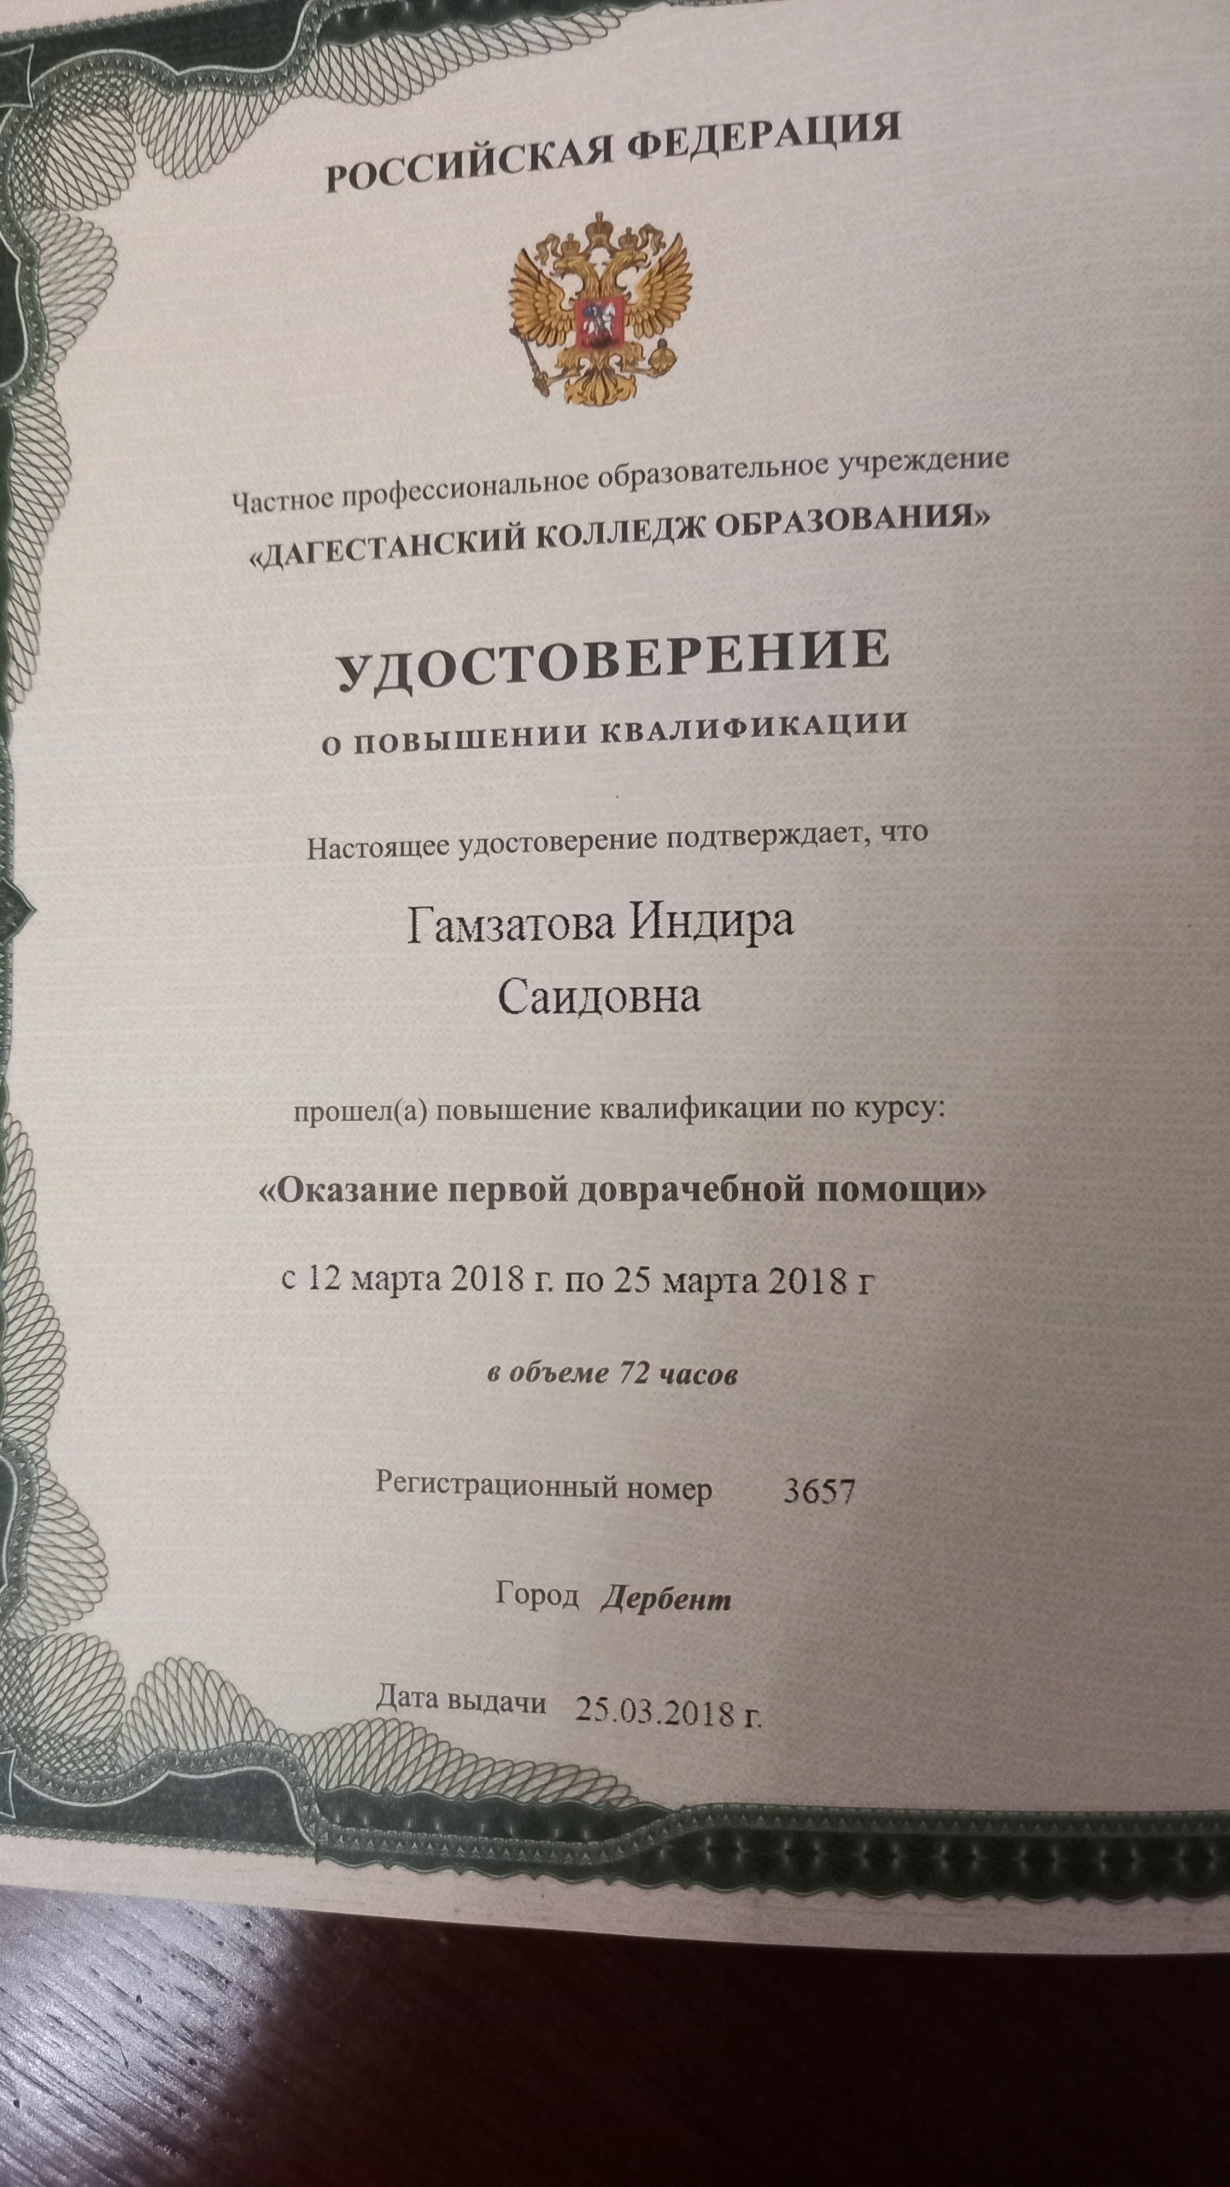 РОССИЙСКАЯ ФЕДЕРАЦИЯ
Частное профессиональное образовательное учреждение
«ДАГЕСТАНСКИЙ КОЛЛЕДЖ ОБРАЗОВАНИЯ»
УДОСТОВЕРЕНИЕ
О ПОВЫШЕНИИ КВАЛИФИКАЦИИ
Настоящее удостоверение подтверждает, что
Гамзатова Индира
Саидовна
прошел(а) повышение квалификации по курсу:
«Оказание первой доврачебной помощи»
с 12 марта 2018 г. по 25 марта 2018 г
в объеме 72 часов
Регистрационный номер 3657
Город Дербент
Дата выдачи 25.03.2018 г.